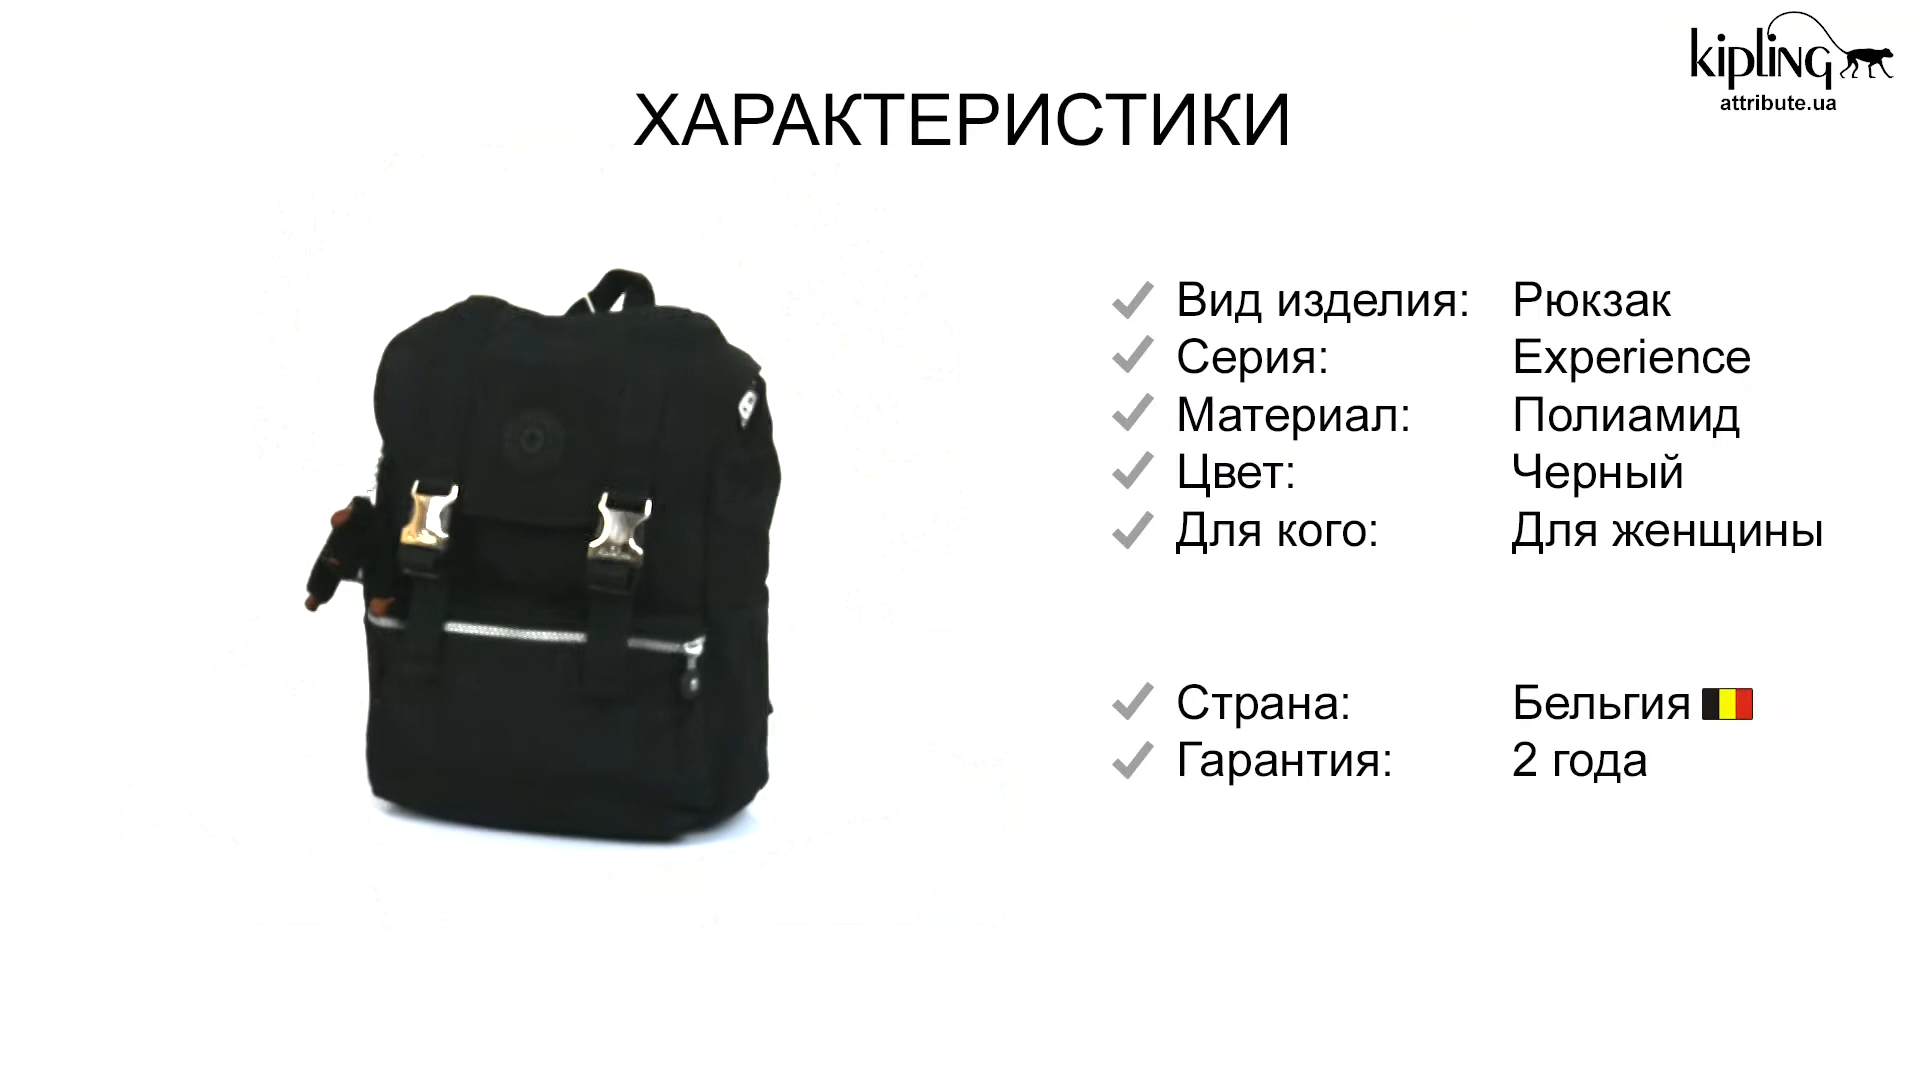 kipling
attribute.ua
ХАРАКТЕРИСТИКИ
Вид изделия: Рюкзак
Серия: Experience
Материал: Полиамид
Цвет: Черный
Для кого: Для женщины
Страна: Бельгия
Гарантия: 2 года